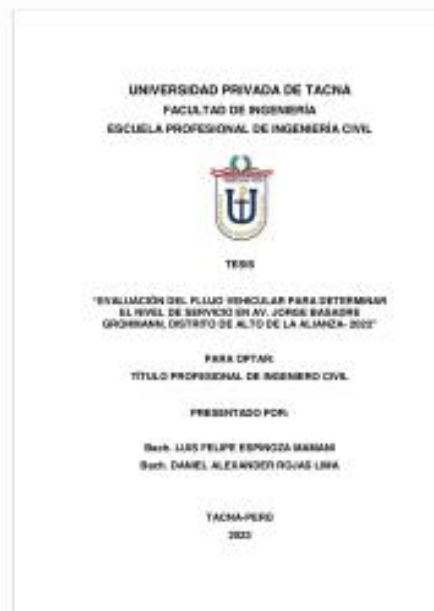 UNIVERSIDAD PRIVADA DE TACNA
FACULTAD DE INGENIERÍA
ESCUELA PROFESIONAL DE INGENIERÍA CIVIL
TESIS
"EVALUACIÓN DEL FLUJO VEHICULAR PARA DETERMINAR
EL NIVEL DE SERVICIO EN AV. JORGE BASADRE
GROHMANN, DISTRITO DE ALTO DE LA ALIANZA- 2022"
PARA OPTAR:
TÍTULO PROFESIONAL DE INGENIERO CIVIL
PRESENTADO POR:
Bach. LUIS FELIPE ESPINOZA MAMANI
Bach. DANIEL ALEXANDER ROJAS LIMA
TACNA-PERÚ
2023